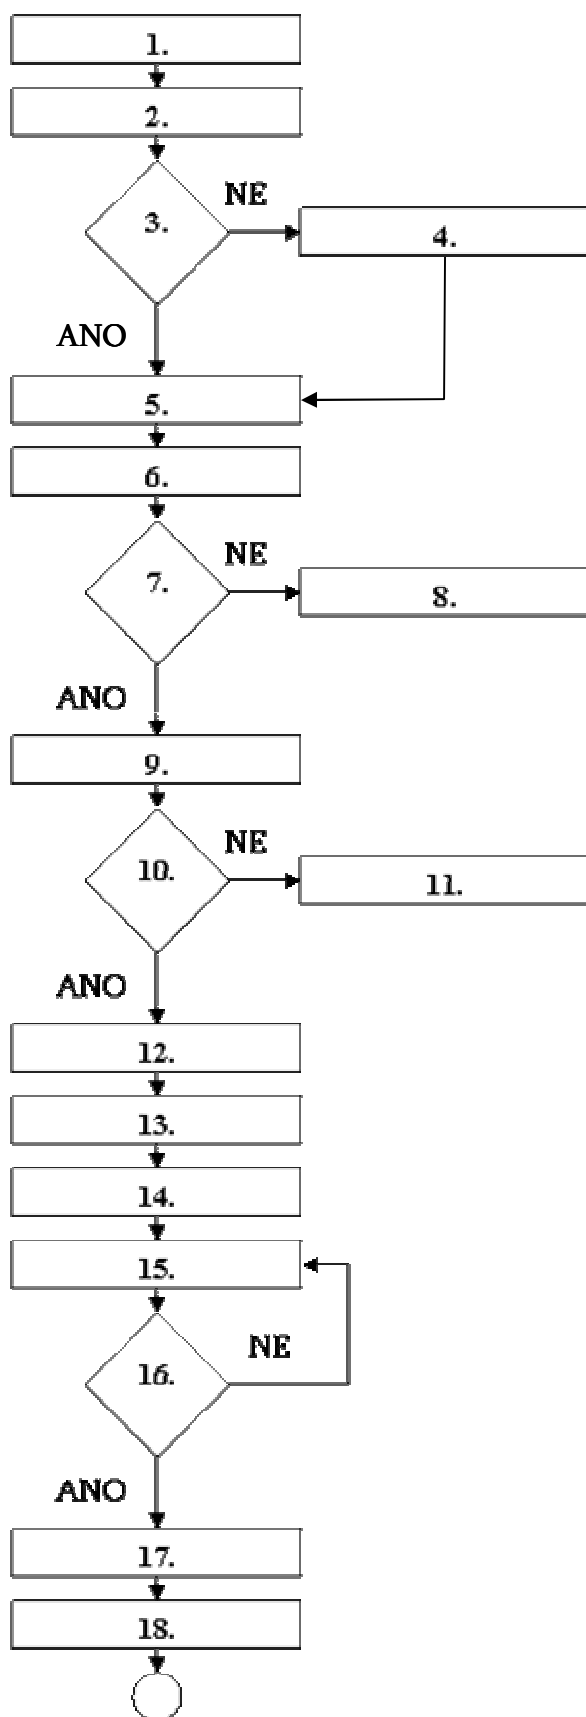 1.
2.
NE
3.
4.
ANO
5.
6.
NE
7.
8.
ANO
9.
NE
10.
11.
ANO
12.
13.
14.
15.
NE
16.
ANO
17.
18.